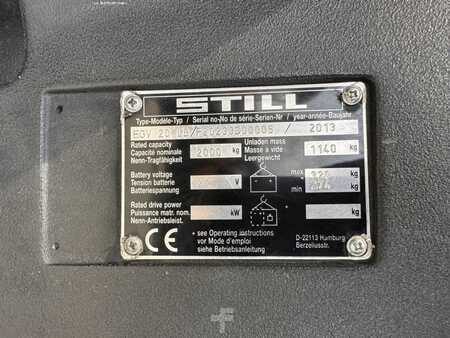 STILL
Type-Modèle-Typ / Serial no-No de série-Serien-Nr / year-année-Baujahr
EGV 20 / 2013
Rated capacity
Capacité nominale 2000 kg
Nenn-Tragfähigkeit
Unladen mass
Masse à vide 1140 kg
Leergewicht
Battery voltage
Tension batterie V
Batteriespannung
max kg
min kg
Rated drive power
Puissance matr. nom. kW
Nenn-Antriebsleist.
kg
CE
* see Operating instructions
vor Mode d'emploi
siehe Betriebsanleitung
D-22113 Hamburg
Berzeliusstr.